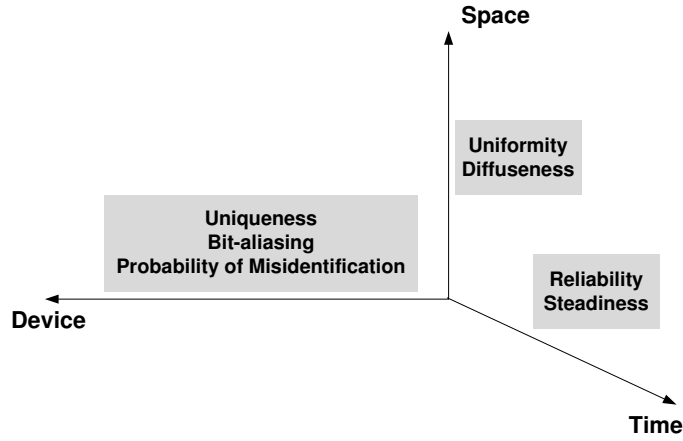 Space
Uniformity
Diffuseness
Uniqueness
Bit-aliasing
Probability of Misidentification
Reliability
Steadiness
Device
Time